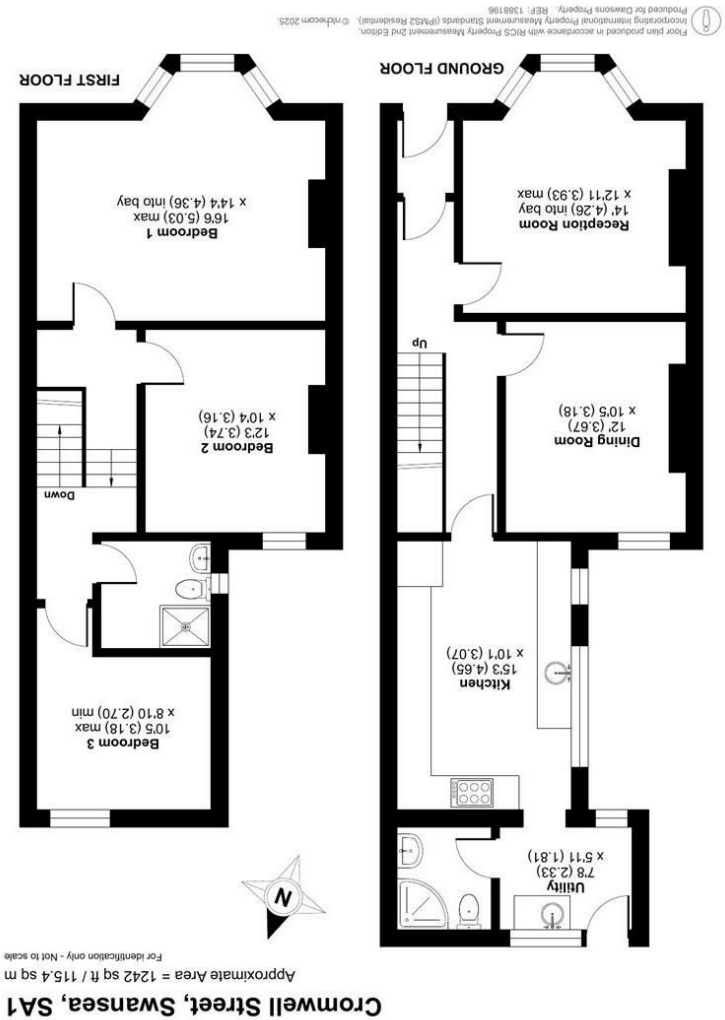 Cromwell Street, Swansea, SA1
Approximate Area = 1242 sq ft / 115.4 sq m
For identification only - Not to scale
N
Utility
7'8 (2.33)
x 5'11 (1.81)
Kitchen
15'3 (4.65)
x 10'1 (3.07)
Dining Room
12' (3.67)
x 10'5 (3.18)
Up
Reception Room
14' (4.26) into bay
x 12'11 (3.93) max
GROUND FLOOR
Bedroom 3
10'5 (3.18) max
x 8'10 (2.70) min
Down
Bedroom 2
12'3 (3.74)
x 10'4 (3.16)
Bedroom 1
16'6 (5.03) max
x 14'4 (4.36) into bay
FIRST FLOOR
Floor plan produced in accordance with RICS Property Measurement 2nd Edition,
Incorporating International Property Measurement Standards (IPMS2 Residential). © nichecom 2025.
Produced for Dawsons Property. REF: 1388196